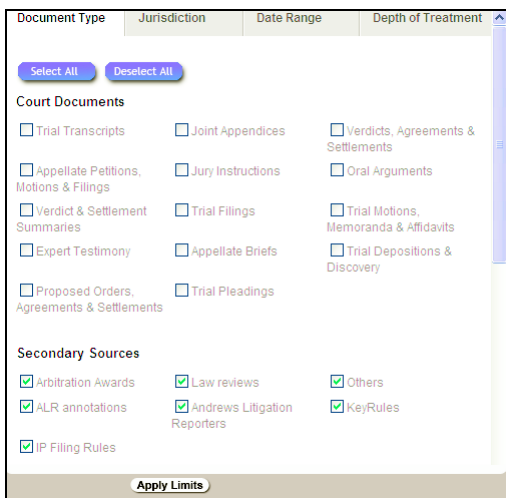 Document Type Jurisdiction Date Range Depth of Treatment
Select All Deselect All
Court Documents
Trial Transcripts Joint Appendices Verdicts, Agreements &
Settlements
Appellate Petitions, Jury Instructions Oral Arguments
Motions & Filings
Verdict & Settlement Trial Filings Trial Motions,
Summaries Memoranda & Affidavits
Expert Testimony Appellate Briefs Trial Depositions &
Discovery
Proposed Orders, Trial Pleadings
Agreements & Settlements
Secondary Sources
Arbitration Awards Law reviews Others
ALR annotations Andrews Litigation KeyRules
Reporters
IP Filing Rules
Apply Limits